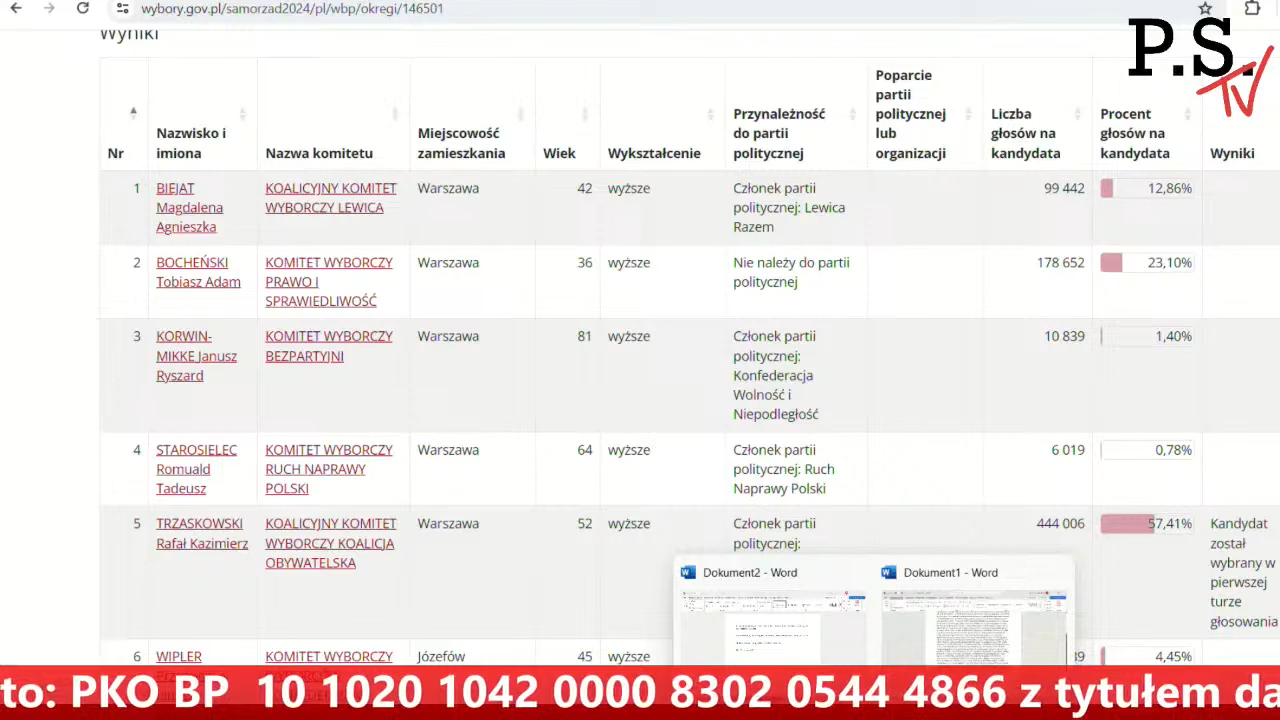 wybory.gov.pl/samorzad2024/pl/wbp/okregi/146501
P.S.
TV
Wyniki
Nr
Nazwisko i
imiona
Nazwa komitetu
Miejscowość
zamieszkania
Wiek
Wykształcenie
Przynależność
do partii
politycznej
Poparcie
partii
politycznej
lub
organizacji
Liczba
głosów na
kandydata
Procent
głosów na
kandydata
Wyniki
1
BIEJAT
Magdalena
Agnieszka
KOALICYJNY KOMITET
WYBORCZY LEWICA
Warszawa
42
wyższe
Członek partii
politycznej: Lewica
Razem
99 442
12,86%
2
BOCHEŃSKI
Tobiasz Adam
KOMITET WYBORCZY
PRAWO I
SPRAWIEDLIWOŚĆ
Warszawa
36
wyższe
Nie należy do partii
politycznej
178 652
23,10%
3
KORWIN-
MIKKE Janusz
Ryszard
KOMITET WYBORCZY
BEZPARTYJNI
Warszawa
81
wyższe
Członek partii
politycznej:
Konfederacja
Wolność i
Niepodległość
10 839
1,40%
4
STAROSIELEC
Romuald
Tadeusz
KOMITET WYBORCZY
RUCH NAPRAWY
POLSKI
Warszawa
64
wyższe
Członek partii
politycznej: Ruch
Naprawy Polski
6 019
0,78%
5
TRZASKOWSKI
Rafał Kazimierz
KOALICYJNY KOMITET
WYBORCZY KOALICJA
OBYWATELSKA
Warszawa
52
wyższe
Członek partii
politycznej:
444 006
57,41%
Kandydat
został
wybrany w
pierwszej
turze
głosowania
Dokument2 - Word
Dokument1 - Word
WIPLER
KOMITET WYBORCZY
Józefów
45
wyższe
39
4,45%
to: PKO BP 10 1020 1042 0000 8302 0544 4866 z tytułem da